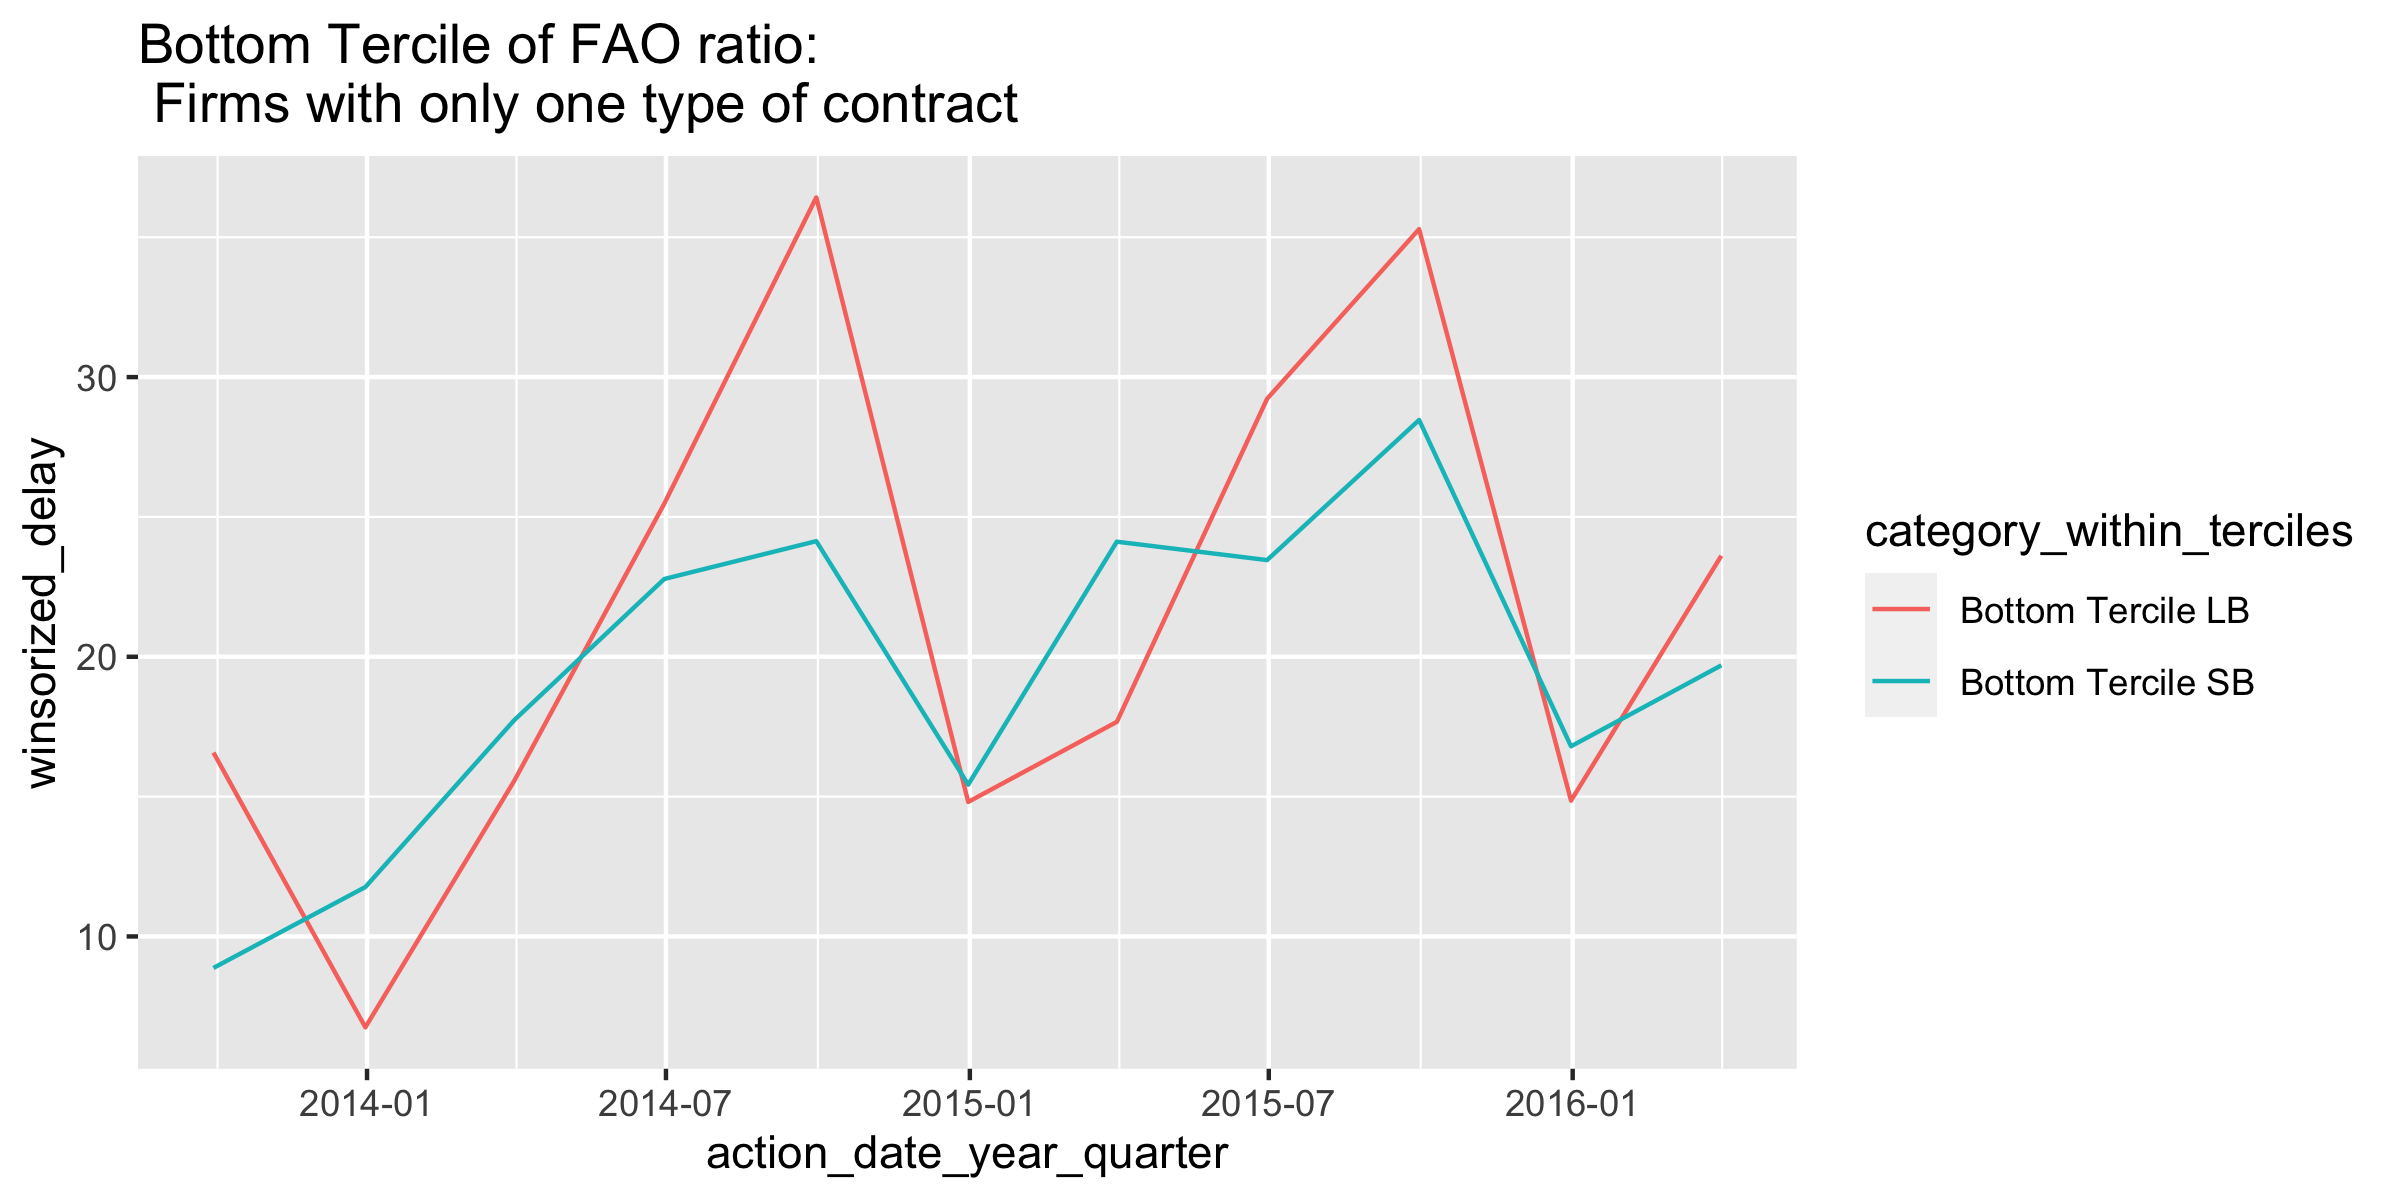 Bottom Tercile of FAO ratio:
Firms with only one type of contract
winsorized_delay
30
20
10
2014-01
2014-07
2015-01
2015-07
2016-01
action_date_year_quarter
category_within_terciles
Bottom Tercile LB
Bottom Tercile SB